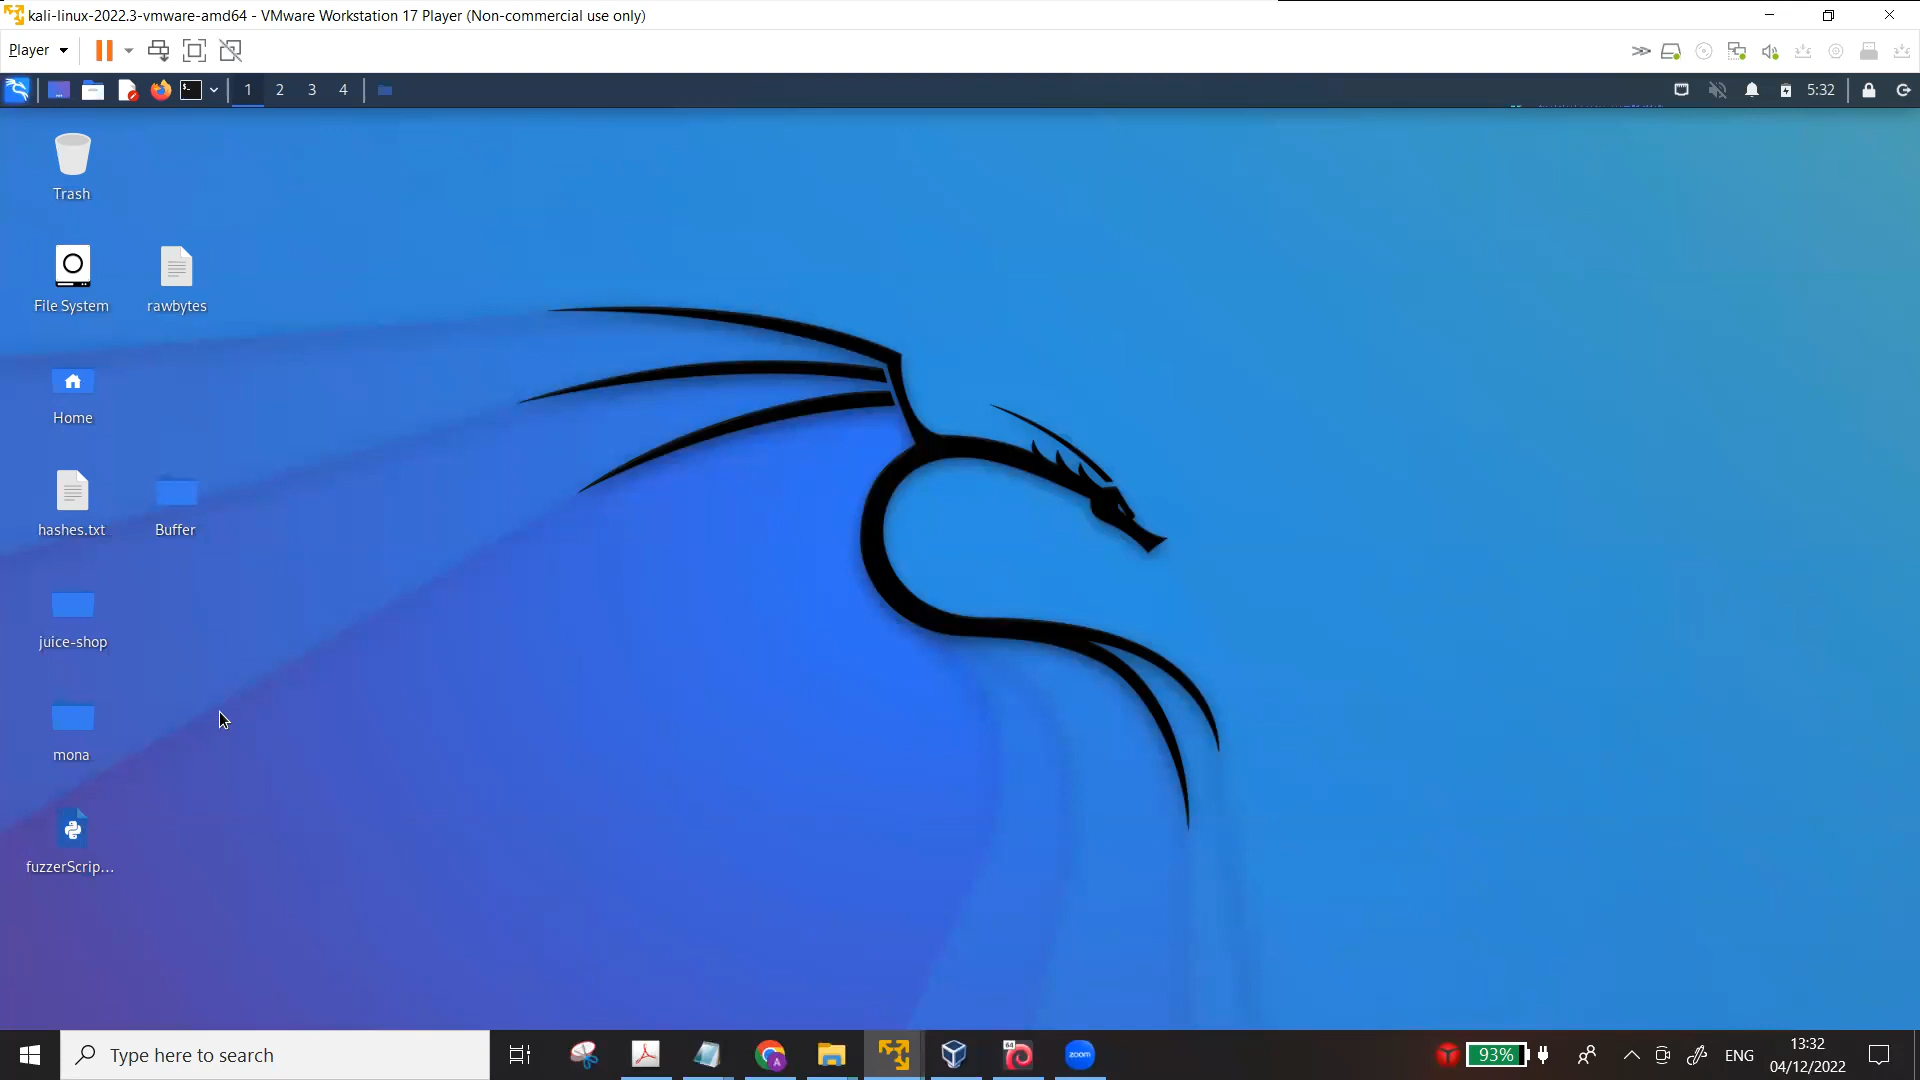 kali-linux-2022.3-vmware-amd64 - VMware Workstation 17 Player (Non-commercial use only)
Player
1 2 3 4
5:32
Trash
File System
rawbytes
Home
hashes.txt
Buffer
juice-shop
mona
fuzzerScrip...
Type here to search
A
64
zoom
93%
ENG
13:32
04/12/2022